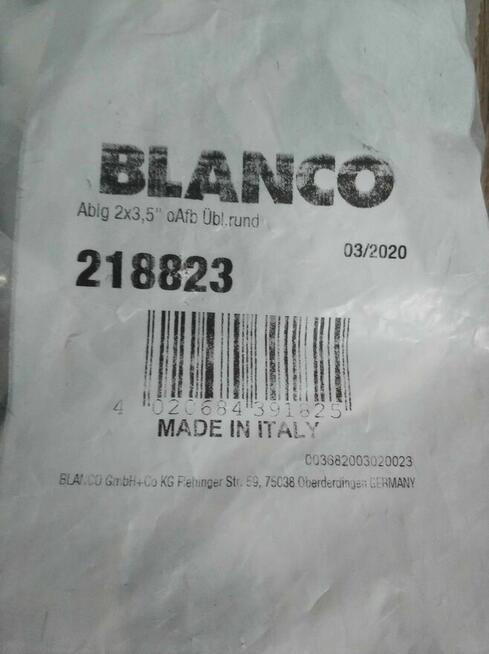 BLANCO
Ablg 2x3,5" oAfb Übl.rund
03/2020
218823
4 020684 391825
MADE IN ITALY
003682003020023
BLANCO GmbH+Co KG Flehinger Str. 59, 75038 Oberderdingen GERMANY